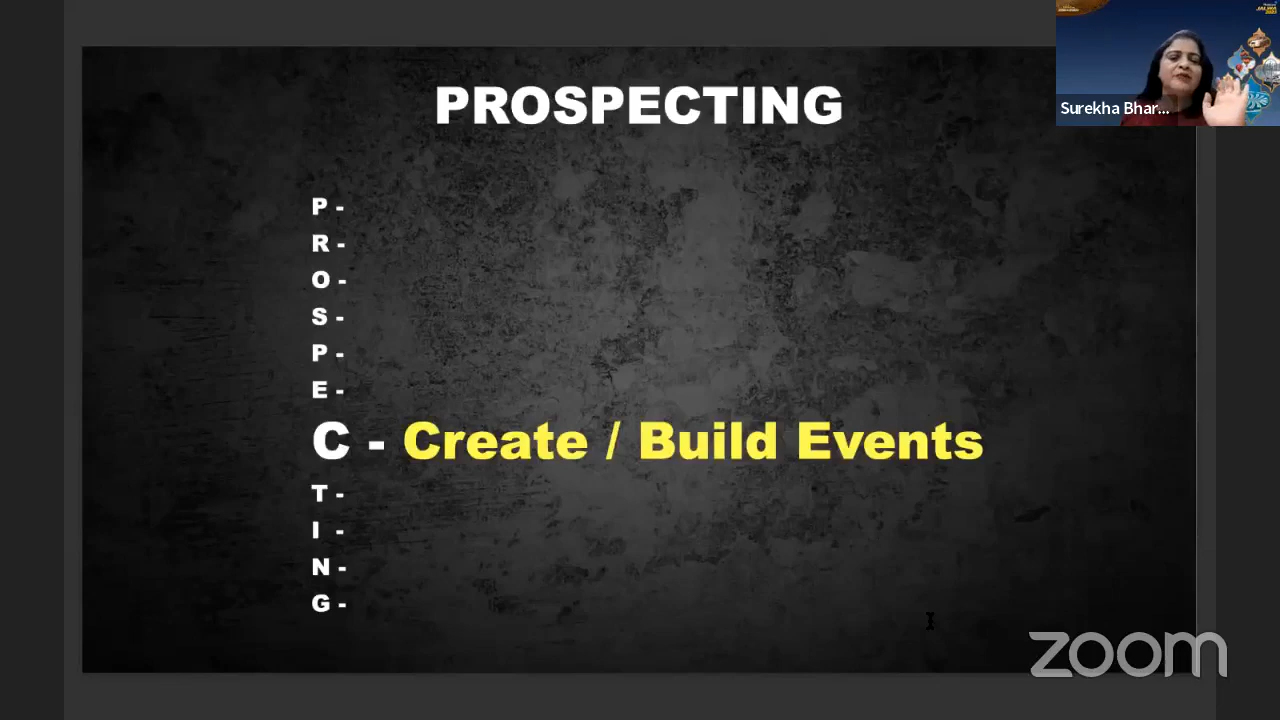 PROSPECTING
P -
R -
O -
S -
P -
E -
C - Create / Build Events
T -
I -
N -
G -
Surekha Bhar...
zoom